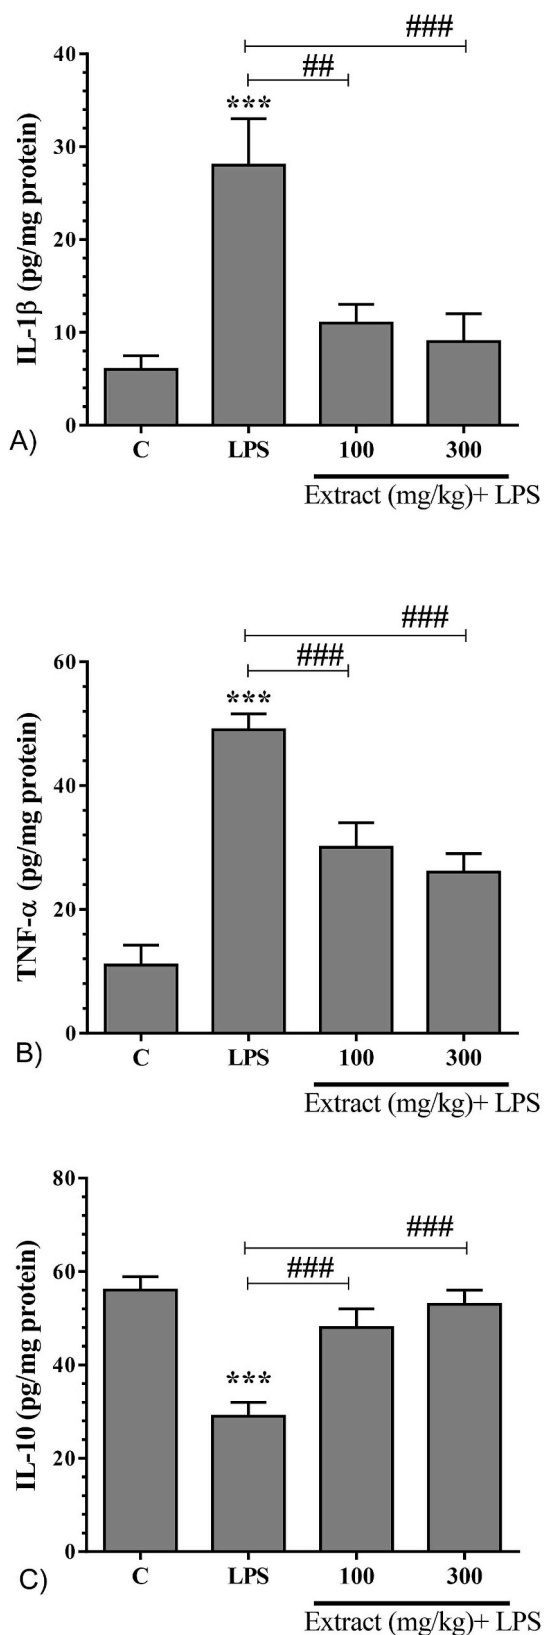 ###
##
***
40
30
20
10
0
IL-1β (pg/mg protein)
C LPS 100 300
A)
Extract (mg/kg)+ LPS
###
###
***
60
40
20
0
TNF-α (pg/mg protein)
C LPS 100 300
B)
Extract (mg/kg)+ LPS
###
###
***
80
60
40
20
0
IL-10 (pg/mg protein)
C LPS 100 300
C)
Extract (mg/kg)+ LPS